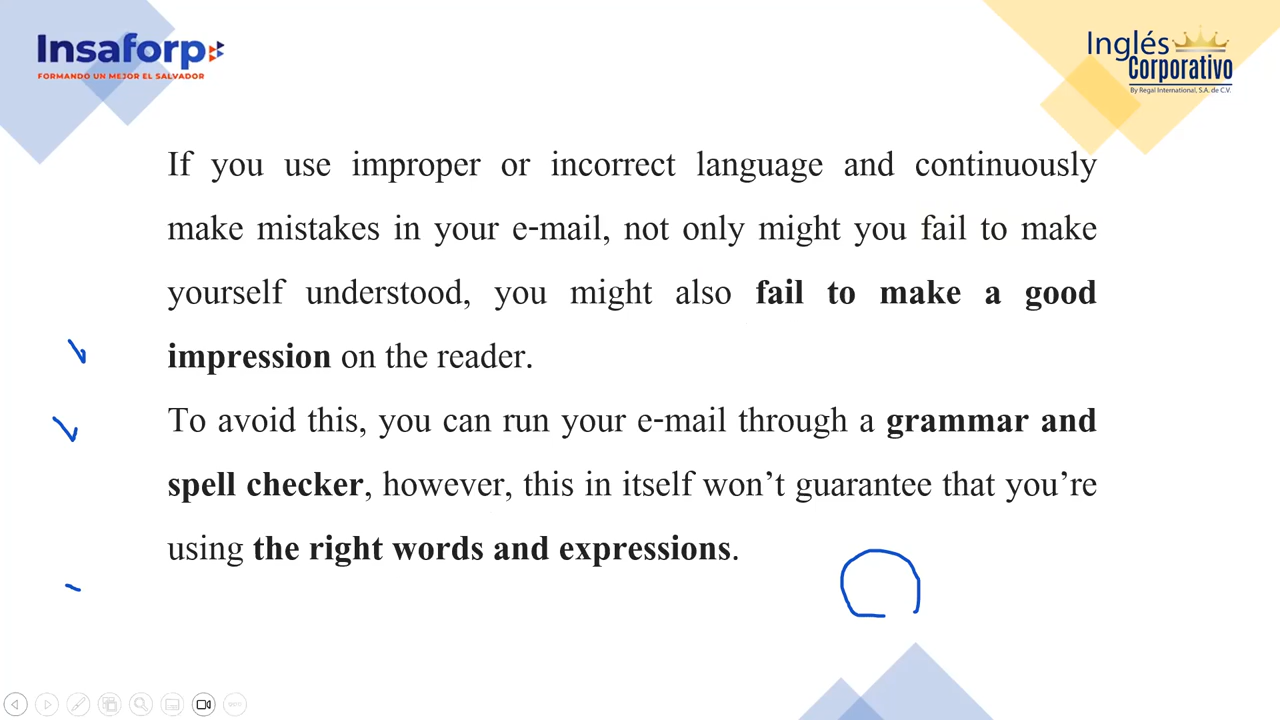 Insaforp
FORMANDO UN MEJOR EL SALVADOR
Inglés
Corporativo
By Regal International, S.A. de C.V.
If you use improper or incorrect language and continuously
make mistakes in your e-mail, not only might you fail to make
yourself understood, you might also fail to make a good
impression on the reader.
To avoid this, you can run your e-mail through a grammar and
spell checker, however, this in itself won’t guarantee that you’re
using the right words and expressions.